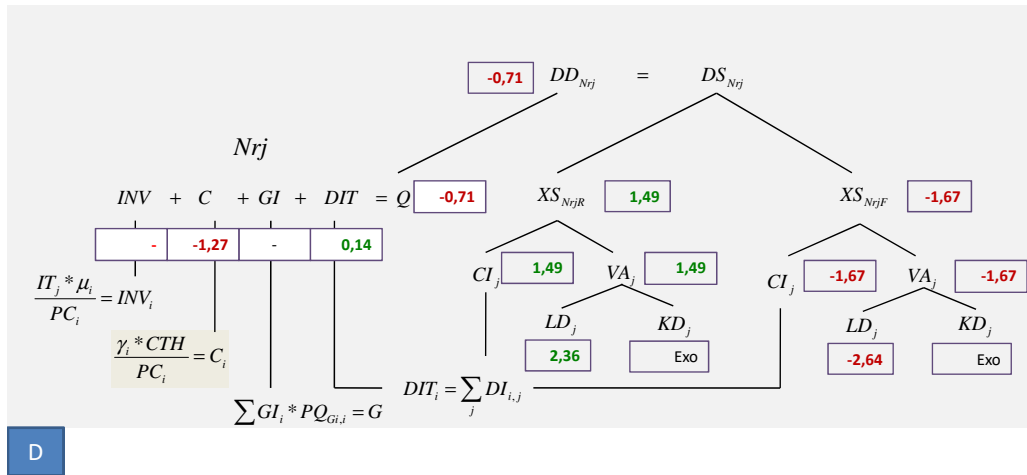 -0,71 DD_Nrj = DS_Nrj
Nrj
INV + C + GI + DIT = Q -0,71 XS_NrjR 1,49 XS_NrjF -1,67
- -1,27 - 0,14
CI_j 1,49 VA_j 1,49 CI_j -1,67 VA_j -1,67
IT_j * μ_i / PC_i = INV_i
LD_j KD_j LD_j KD_j
2,36 Exo -2,64 Exo
γ_i * CTH / PC_i = C_i
DIT_i = ∑_j DI_i,j
∑ GI_i * PQ_Gi,i = G
D